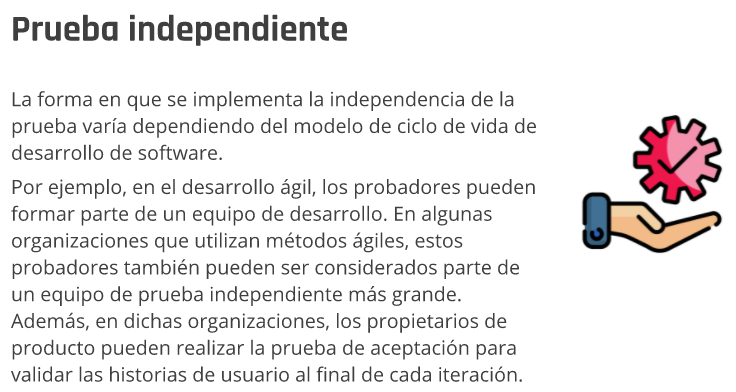 Prueba independiente
La forma en que se implementa la independencia de la
prueba varía dependiendo del modelo de ciclo de vida de
desarrollo de software.
Por ejemplo, en el desarrollo ágil, los probadores pueden
formar parte de un equipo de desarrollo. En algunas
organizaciones que utilizan métodos ágiles, estos
probadores también pueden ser considerados parte de
un equipo de prueba independiente más grande.
Además, en dichas organizaciones, los propietarios de
producto pueden realizar la prueba de aceptación para
validar las historias de usuario al final de cada iteración.